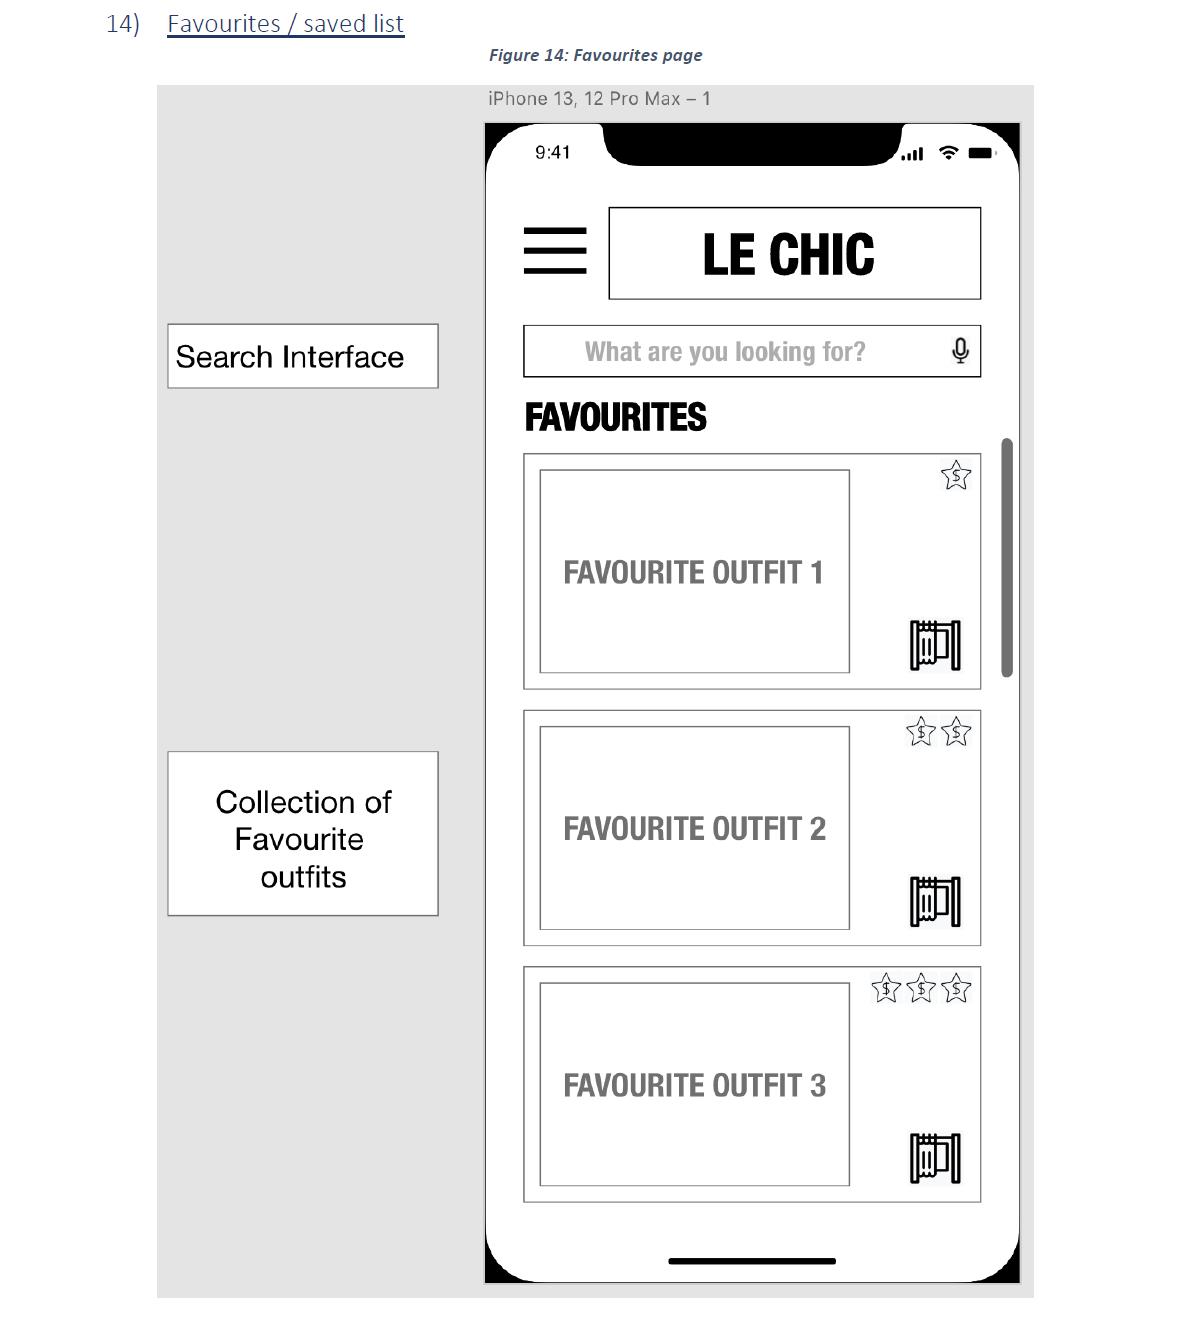 14) Favourites / saved list
Figure 14: Favourites page
iPhone 13, 12 Pro Max – 1
9:41
LE CHIC
Search Interface
What are you looking for?
FAVOURITES
$
FAVOURITE OUTFIT 1
$ $
FAVOURITE OUTFIT 2
Collection of
Favourite
outfits
$ $ $
FAVOURITE OUTFIT 3